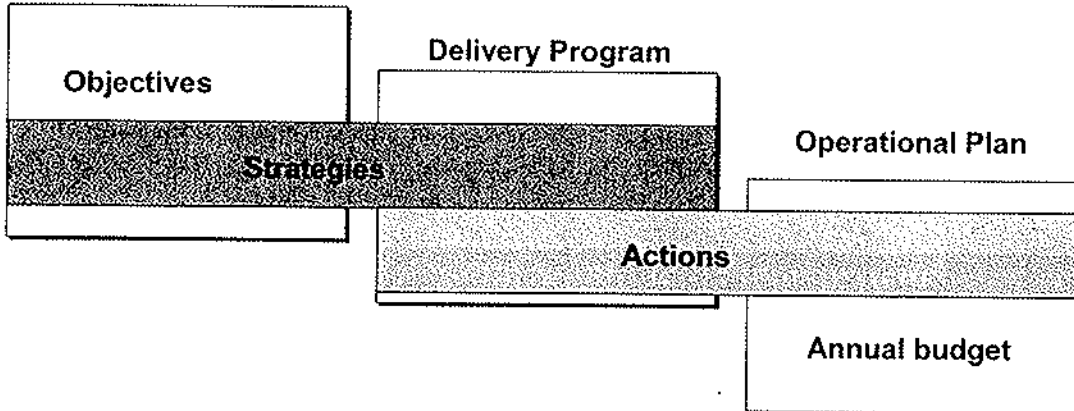 Delivery Program
Objectives
Operational Plan
Strategies
Actions
Annual budget